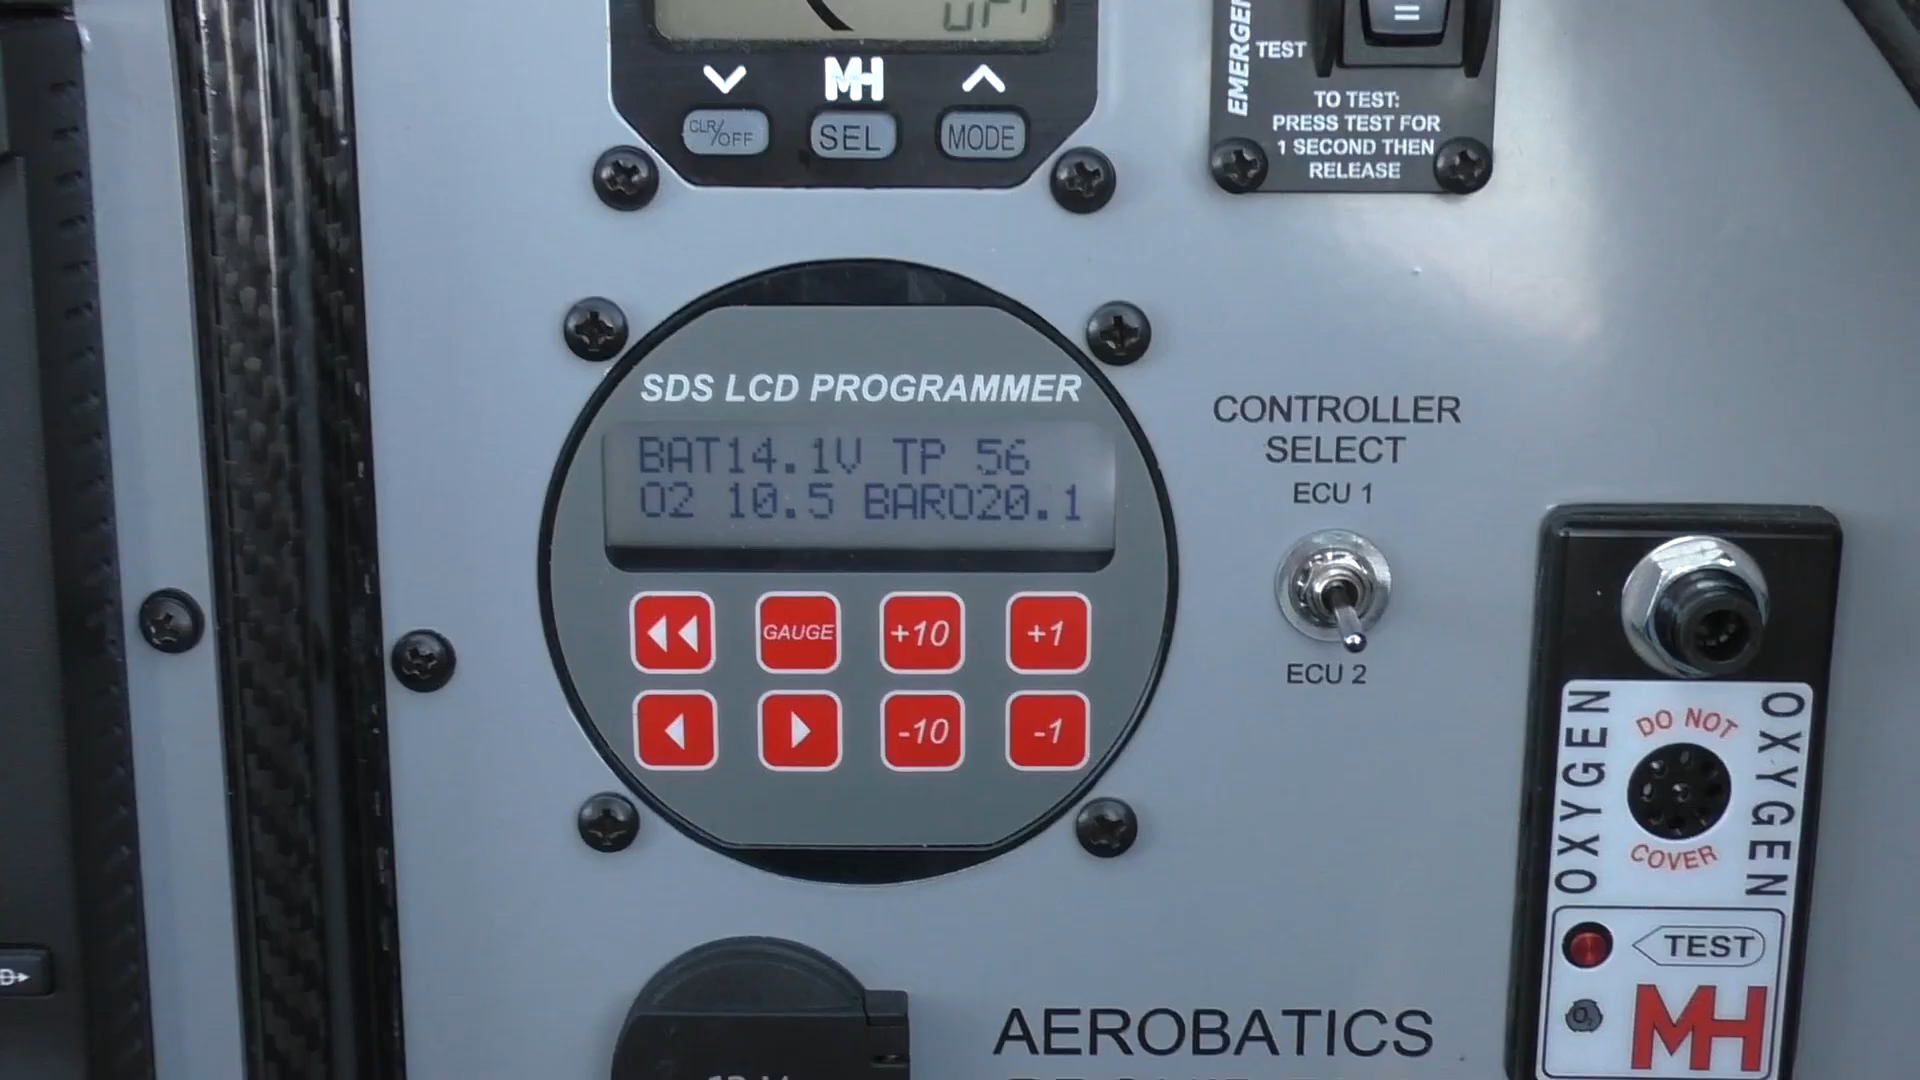 MH
CLR/OFF
SEL
MODE
TEST
TO TEST:
PRESS TEST FOR
1 SECOND THEN
RELEASE
SDS LCD PROGRAMMER
BAT14.1V TP 56
O2 10.5 BARO20.1
GAUGE
+10
+1
-10
-1
CONTROLLER
SELECT
ECU 1
ECU 2
OXYGEN
DO NOT
COVER
OXYGEN
TEST
MH
AEROBATICS